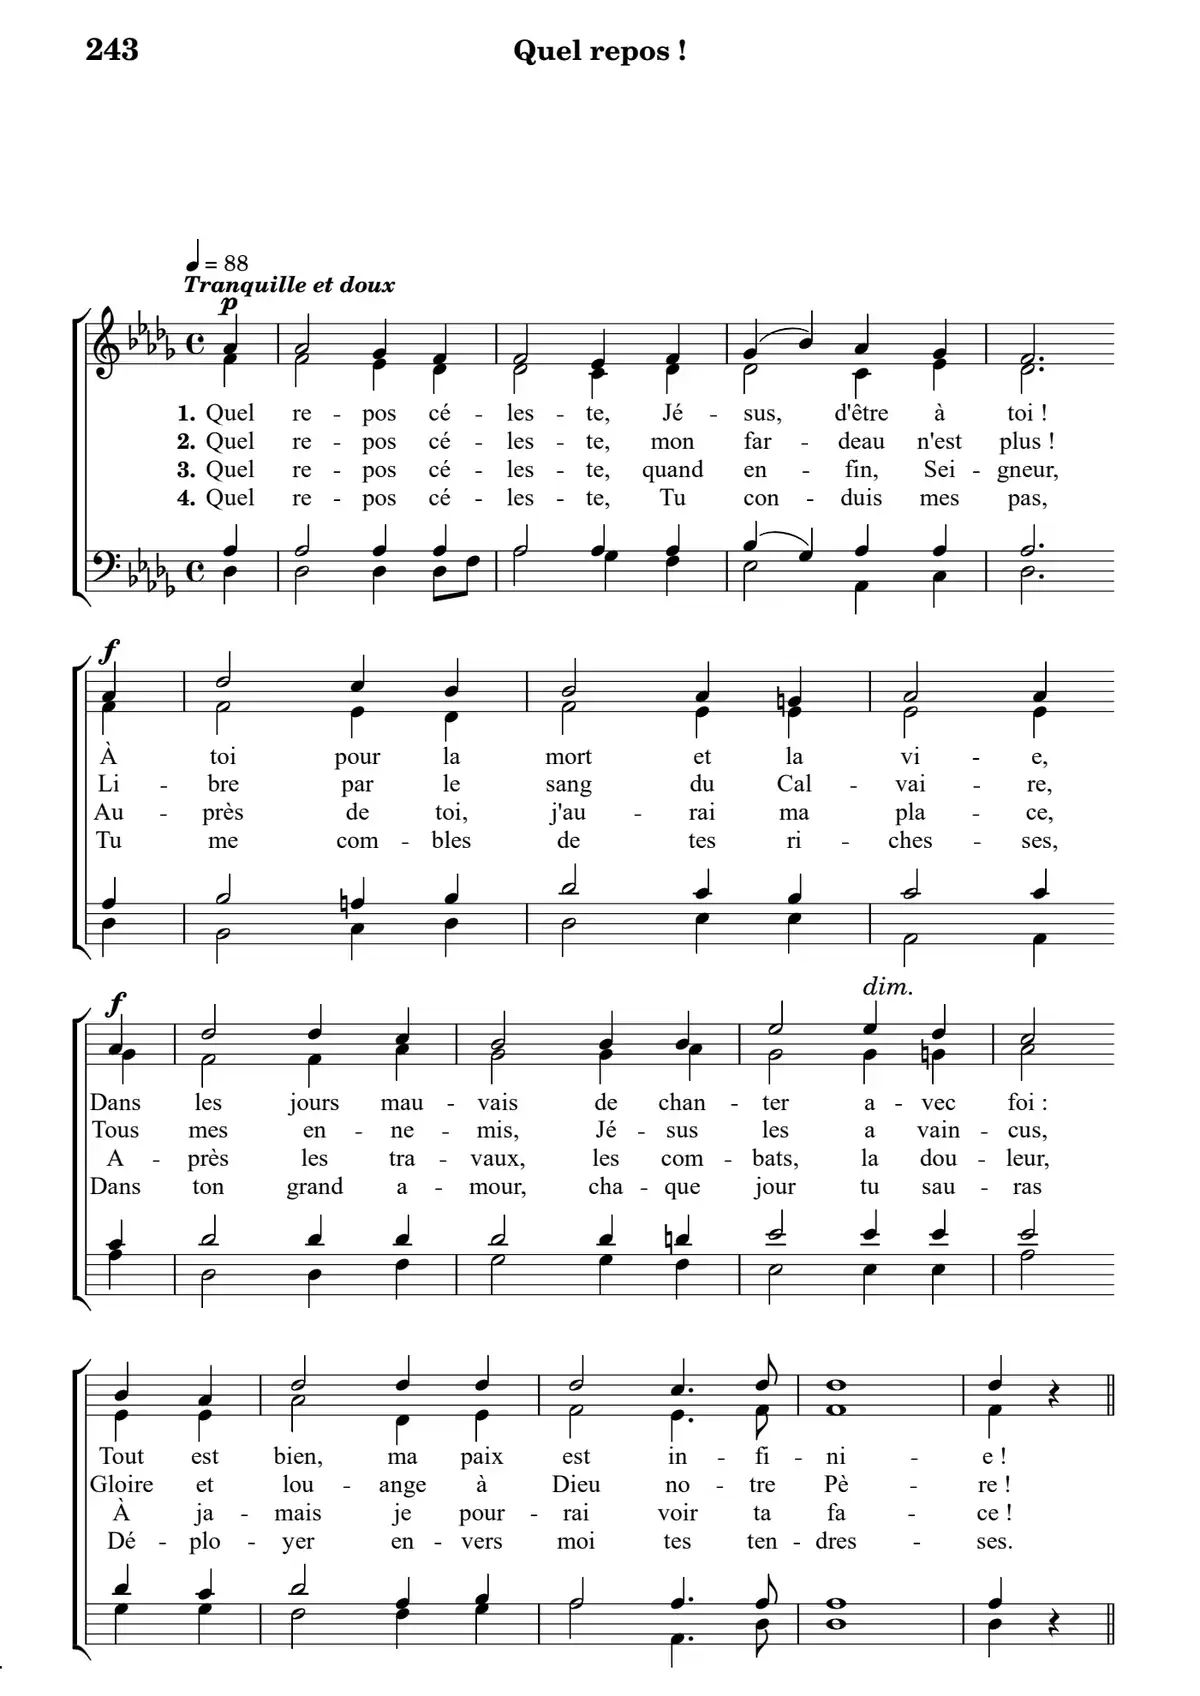 243 Quel repos !
= 88
Tranquille et doux
p
1. Quel re - pos cé - les - te, Jé - sus, d'être à toi !
2. Quel re - pos cé - les - te, mon far - deau n'est plus !
3. Quel re - pos cé - les - te, quand en - fin, Sei - gneur,
4. Quel re - pos cé - les - te, Tu con - duis mes pas,
f
À toi pour la mort et la vi - e,
Li - bre par le sang du Cal - vai - re,
Au - près de toi, j'au - rai ma pla - ce,
Tu me com - bles de tes ri - ches - ses,
f dim.
Dans les jours mau - vais de chan - ter a - vec foi :
Tous mes en - ne - mis, Jé - sus les a vain - cus,
A - près les tra - vaux, les com - bats, la dou - leur,
Dans ton grand a - mour, cha - que jour tu sau - ras
Tout est bien, ma paix est in - fi - ni - e !
Gloire et lou - ange à Dieu no - tre Pè - re !
À ja - mais je pour - rai voir ta fa - ce !
Dé - plo - yer en - vers moi tes ten - dres - ses.